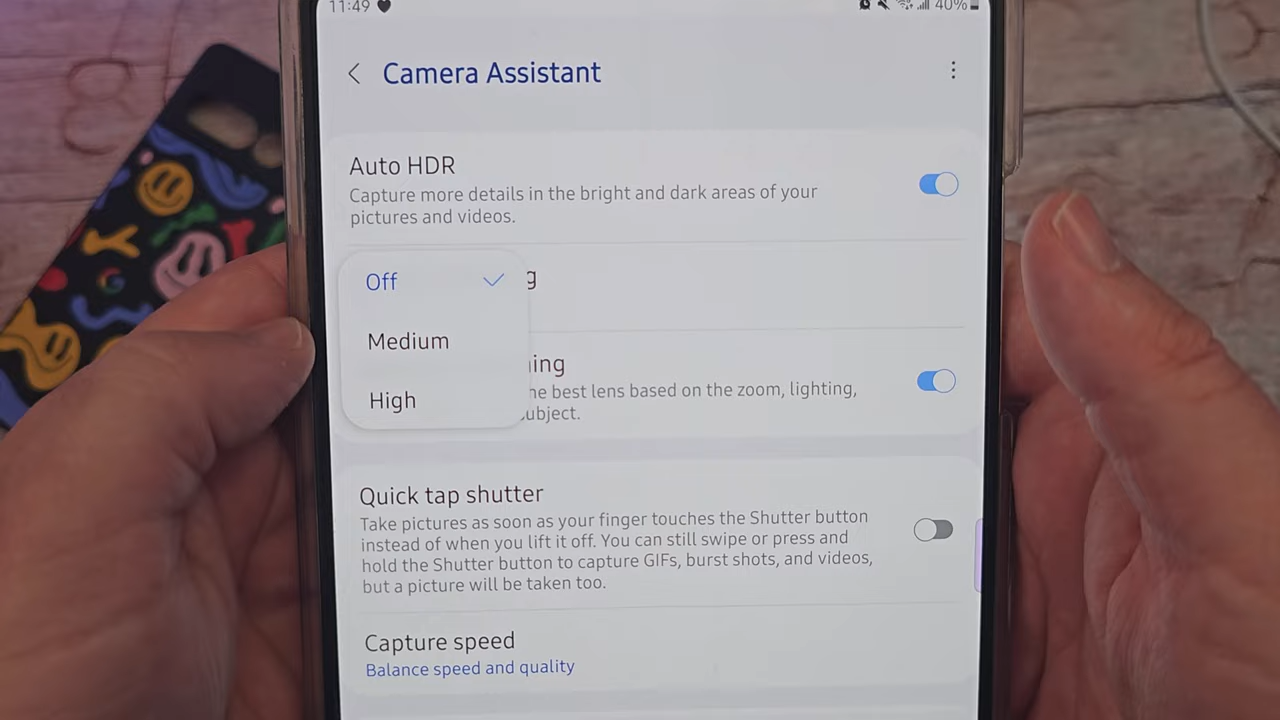 11:49
40%
Camera Assistant
Auto HDR
Capture more details in the bright and dark areas of your
pictures and videos.
Off
g
Medium
ing
he best lens based on the zoom, lighting,
ubject.
High
Quick tap shutter
Take pictures as soon as your finger touches the Shutter button
instead of when you lift it off. You can still swipe or press and
hold the Shutter button to capture GIFs, burst shots, and videos,
but a picture will be taken too.
Capture speed
Balance speed and quality